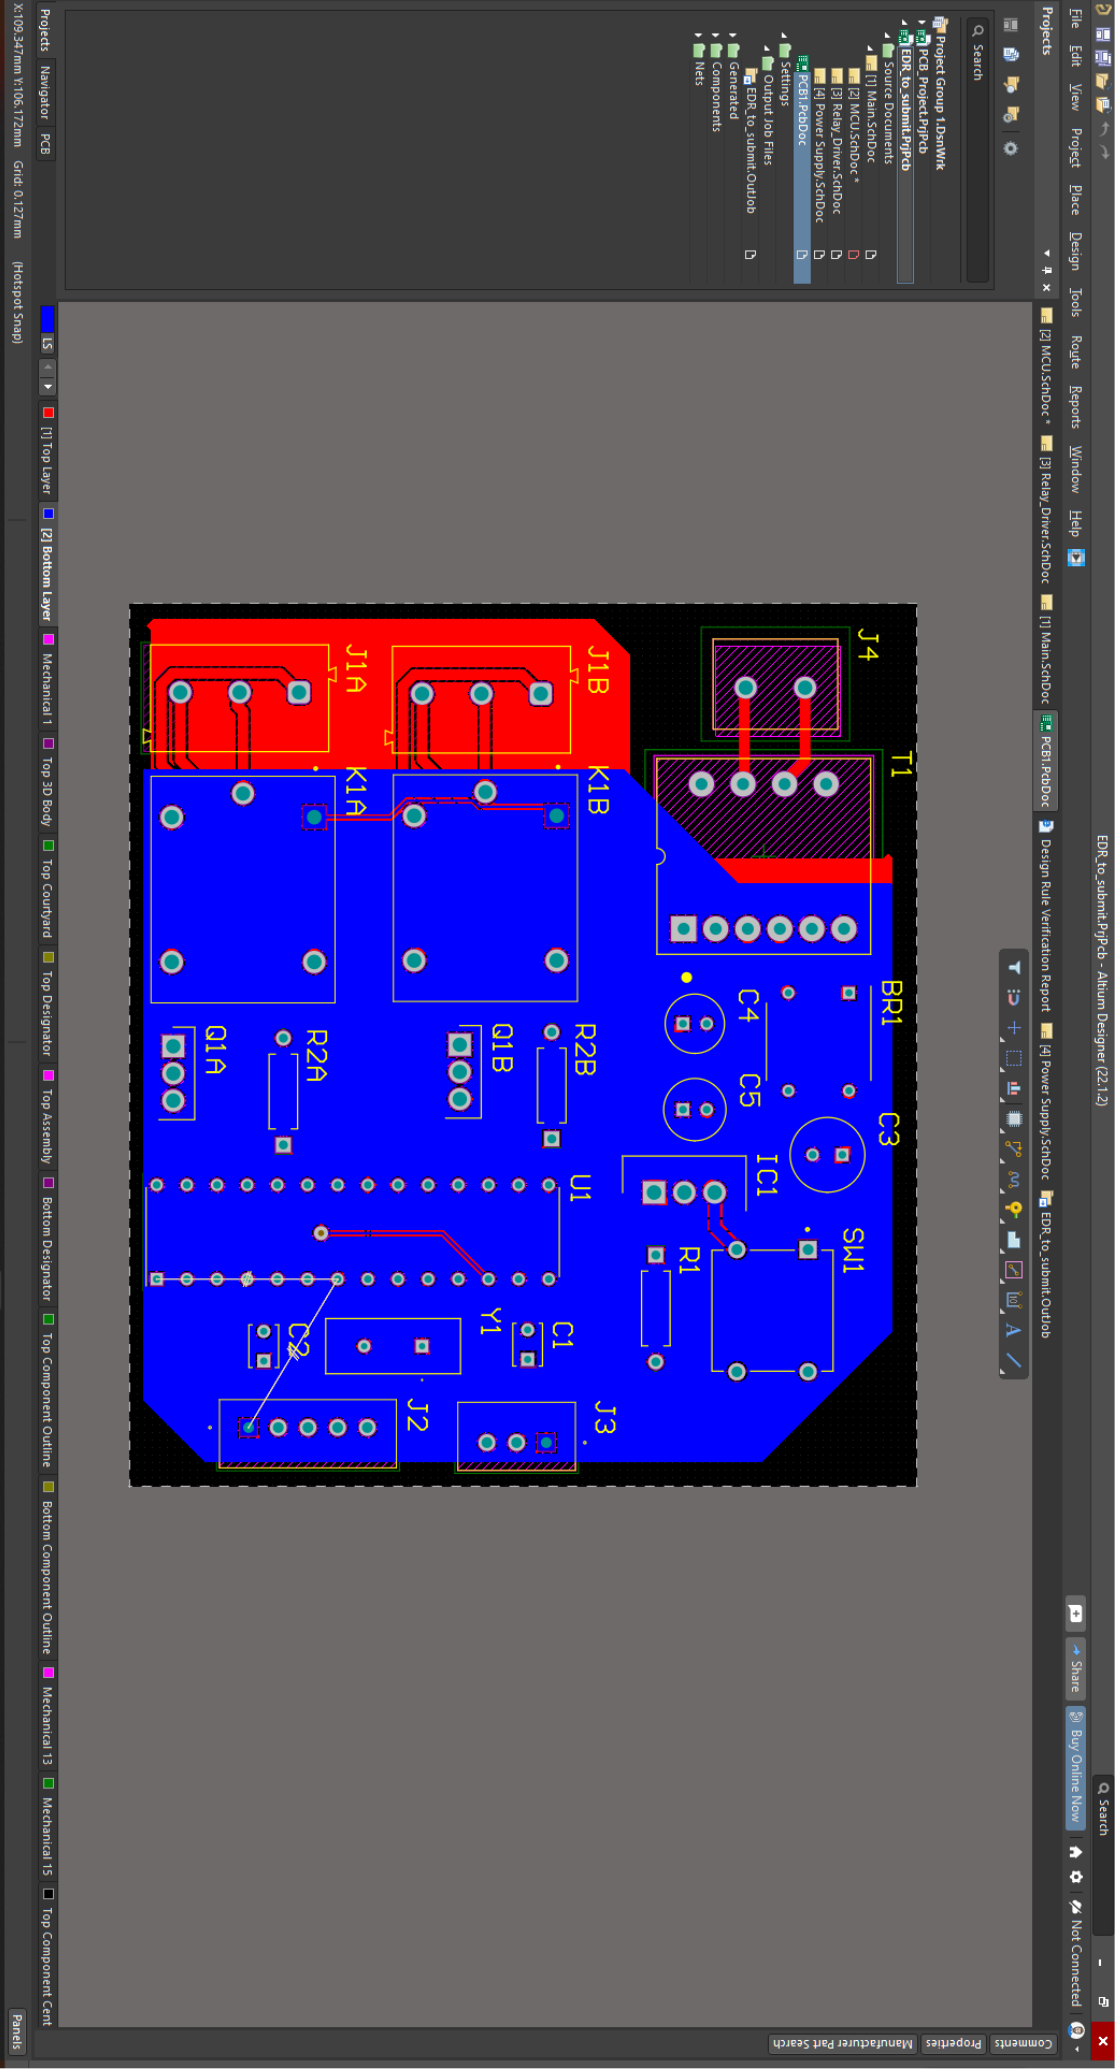 EDR_to_submit.PrjPcb - Altium Designer (22.1.2)
Search
File Edit View Project Place Design Tools Route Reports Window Help
Share
Buy Online Now
Not Connected
Projects
[2] MCU.SchDoc *
[3] Relay_Driver.SchDoc
[1] Main.SchDoc
PCB1.PcbDoc
Design Rule Verification Report
[4] Power Supply.SchDoc
EDR_to_submit.OutJob
Search
Project Group 1.DsnWrk
PCB_Project.PrjPcb
EDR_to_submit.PrjPcb
Source Documents
[1] Main.SchDoc
[2] MCU.SchDoc *
[3] Relay_Driver.SchDoc
[4] Power Supply.SchDoc
PCB1.PcbDoc
Settings
Output Job Files
EDR_to_submit.OutJob
Generated
Components
Nets
J4
T1
BR1
C3
SW1
C4
C5
IC1
R1
J1B
K1B
R2B
Q1B
U1
Y1
C1
J3
J1A
K1A
R2A
Q1A
C2
J2
Comments
Properties
Manufacturer Part Search
Projects Navigator PCB
LS
[1] Top Layer
[2] Bottom Layer
Mechanical 1
Top 3D Body
Top Courtyard
Top Designator
Top Assembly
Bottom Designator
Top Component Outline
Bottom Component Outline
Mechanical 13
Mechanical 15
Top Component Cent
X:109.347mm Y:106.172mm Grid: 0.127mm (Hotspot Snap)
Panels